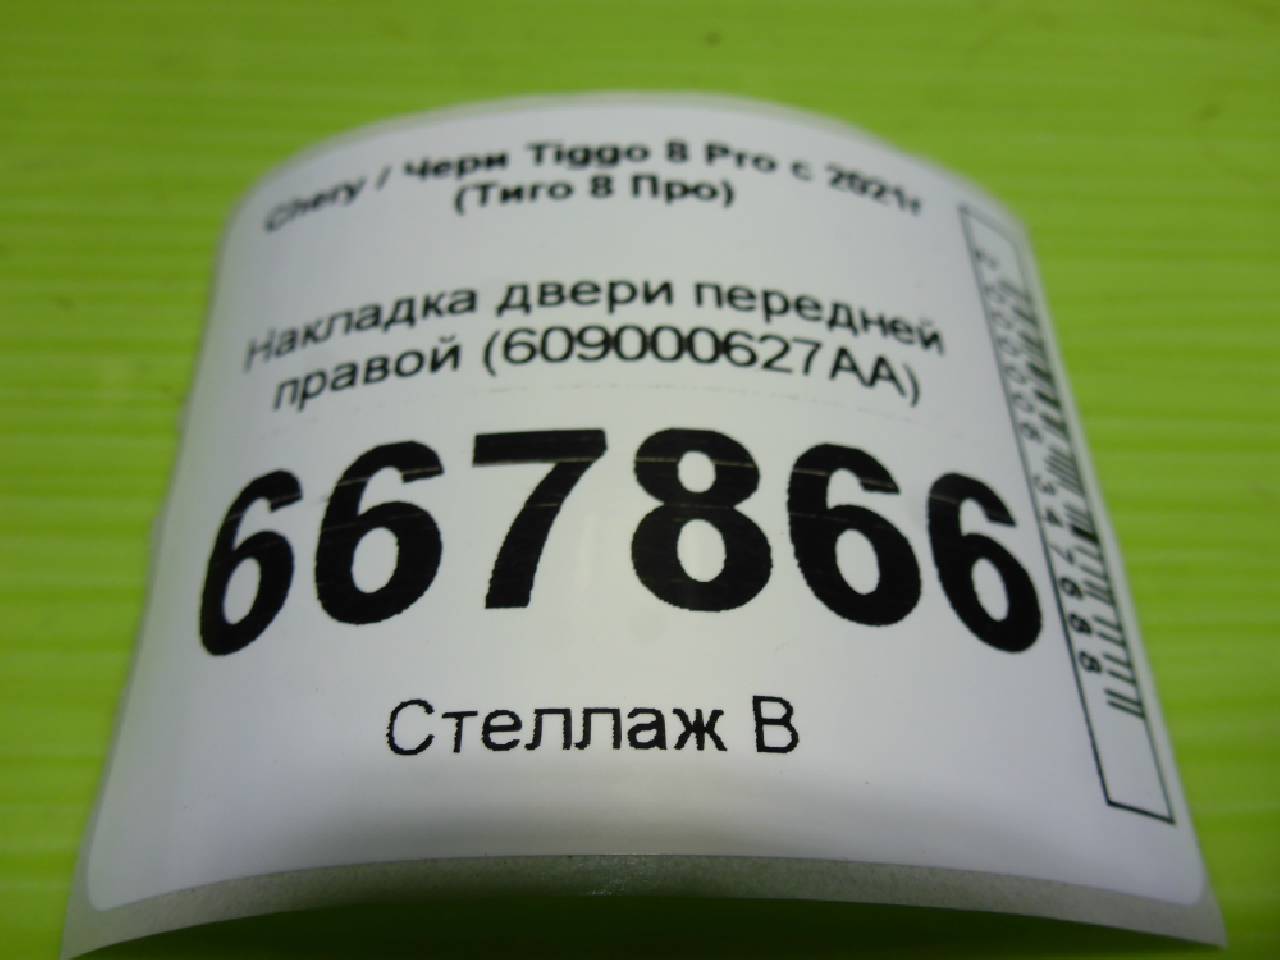 Chery / Чери Tiggo 8 Pro с 2021г
(Тиго 8 Про)
Накладка двери передней
правой (609000627AA)
667866
Стеллаж В